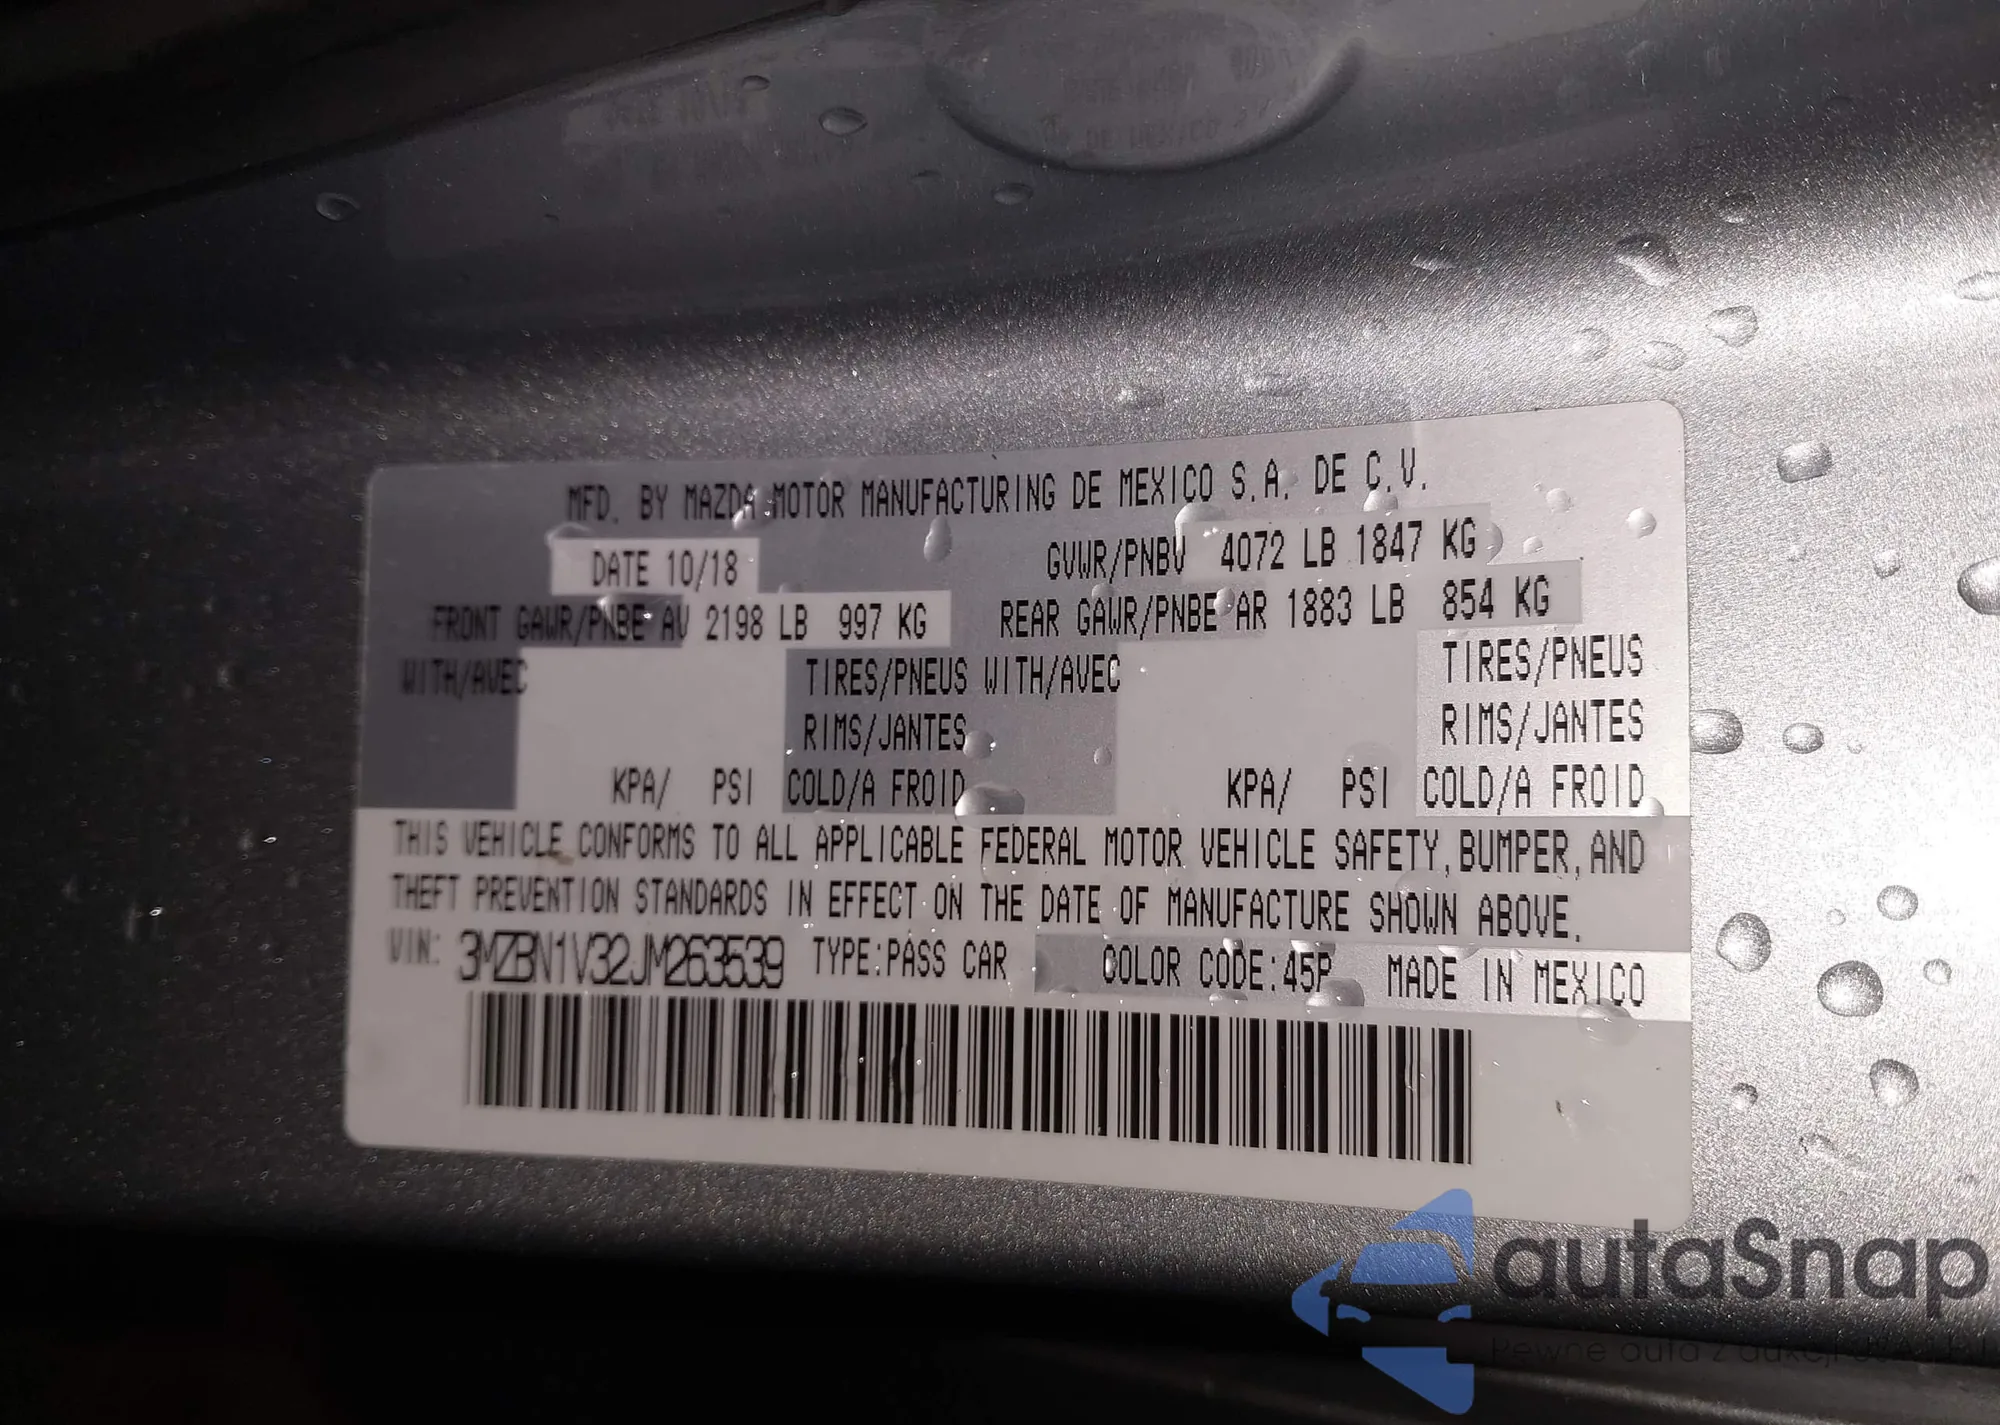 MFD. BY MAZDA MOTOR MANUFACTURING DE MEXICO S.A. DE C.V.
DATE 10/18 GVWR/PNBV 4072 LB 1847 KG
FRONT GAWR/PNBE AV 2198 LB 997 KG REAR GAWR/PNBE AR 1883 LB 854 KG
WITH/AVEC TIRES/PNEUS WITH/AVEC TIRES/PNEUS
RIMS/JANTES RIMS/JANTES
KPA/ PSI COLD/A FROID KPA/ PSI COLD/A FROID
THIS VEHICLE CONFORMS TO ALL APPLICABLE FEDERAL MOTOR VEHICLE SAFETY, BUMPER, AND
THEFT PREVENTION STANDARDS IN EFFECT ON THE DATE OF MANUFACTURE SHOWN ABOVE.
VIN: 3MZBN1V32JM263539 TYPE:PASS CAR COLOR CODE:45P MADE IN MEXICO
autaSnap
Pewne auta z aukcji